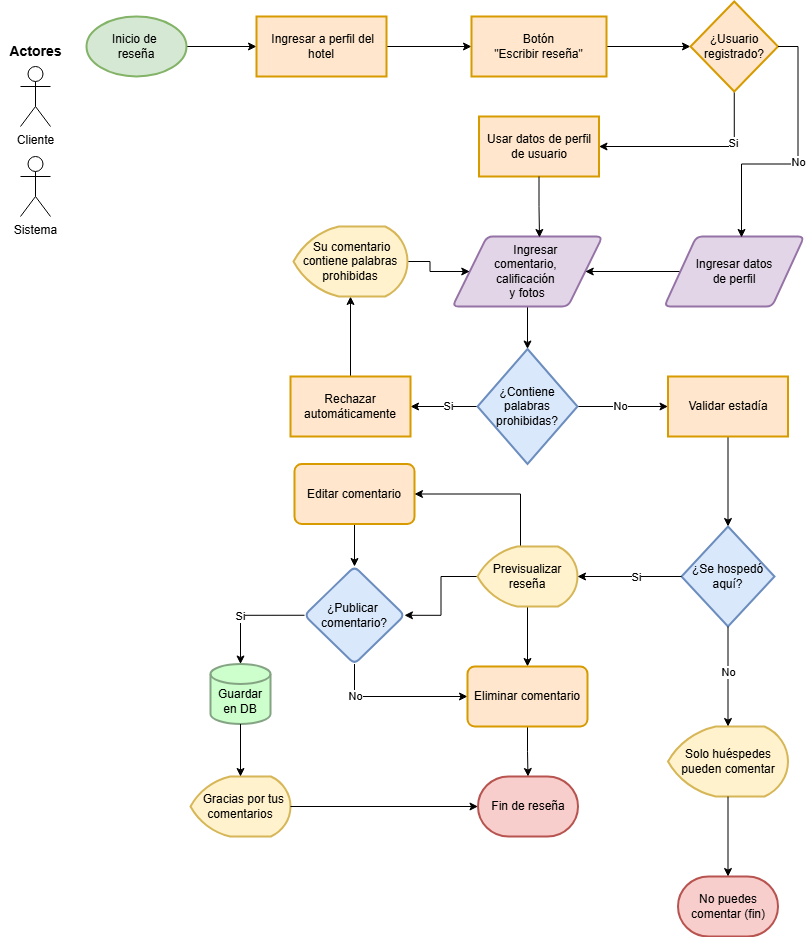 Actores
Cliente
Sistema
Inicio de
reseña
Ingresar a perfil del
hotel
Botón
"Escribir reseña"
¿Usuario
registrado?
Si
No
Usar datos de perfil
de usuario
Su comentario
contiene palabras
prohibidas
Ingresar
comentario,
calificación
y fotos
Ingresar datos
de perfil
Rechazar
automáticamente
Si
¿Contiene
palabras
prohibidas?
No
Validar estadía
Editar comentario
Previsualizar
reseña
Si
¿Se hospedó
aquí?
¿Publicar
comentario?
Si
No
No
Guardar
en DB
Eliminar comentario
Solo huéspedes
pueden comentar
Gracias por tus
comentarios
Fin de reseña
No puedes
comentar (fin)